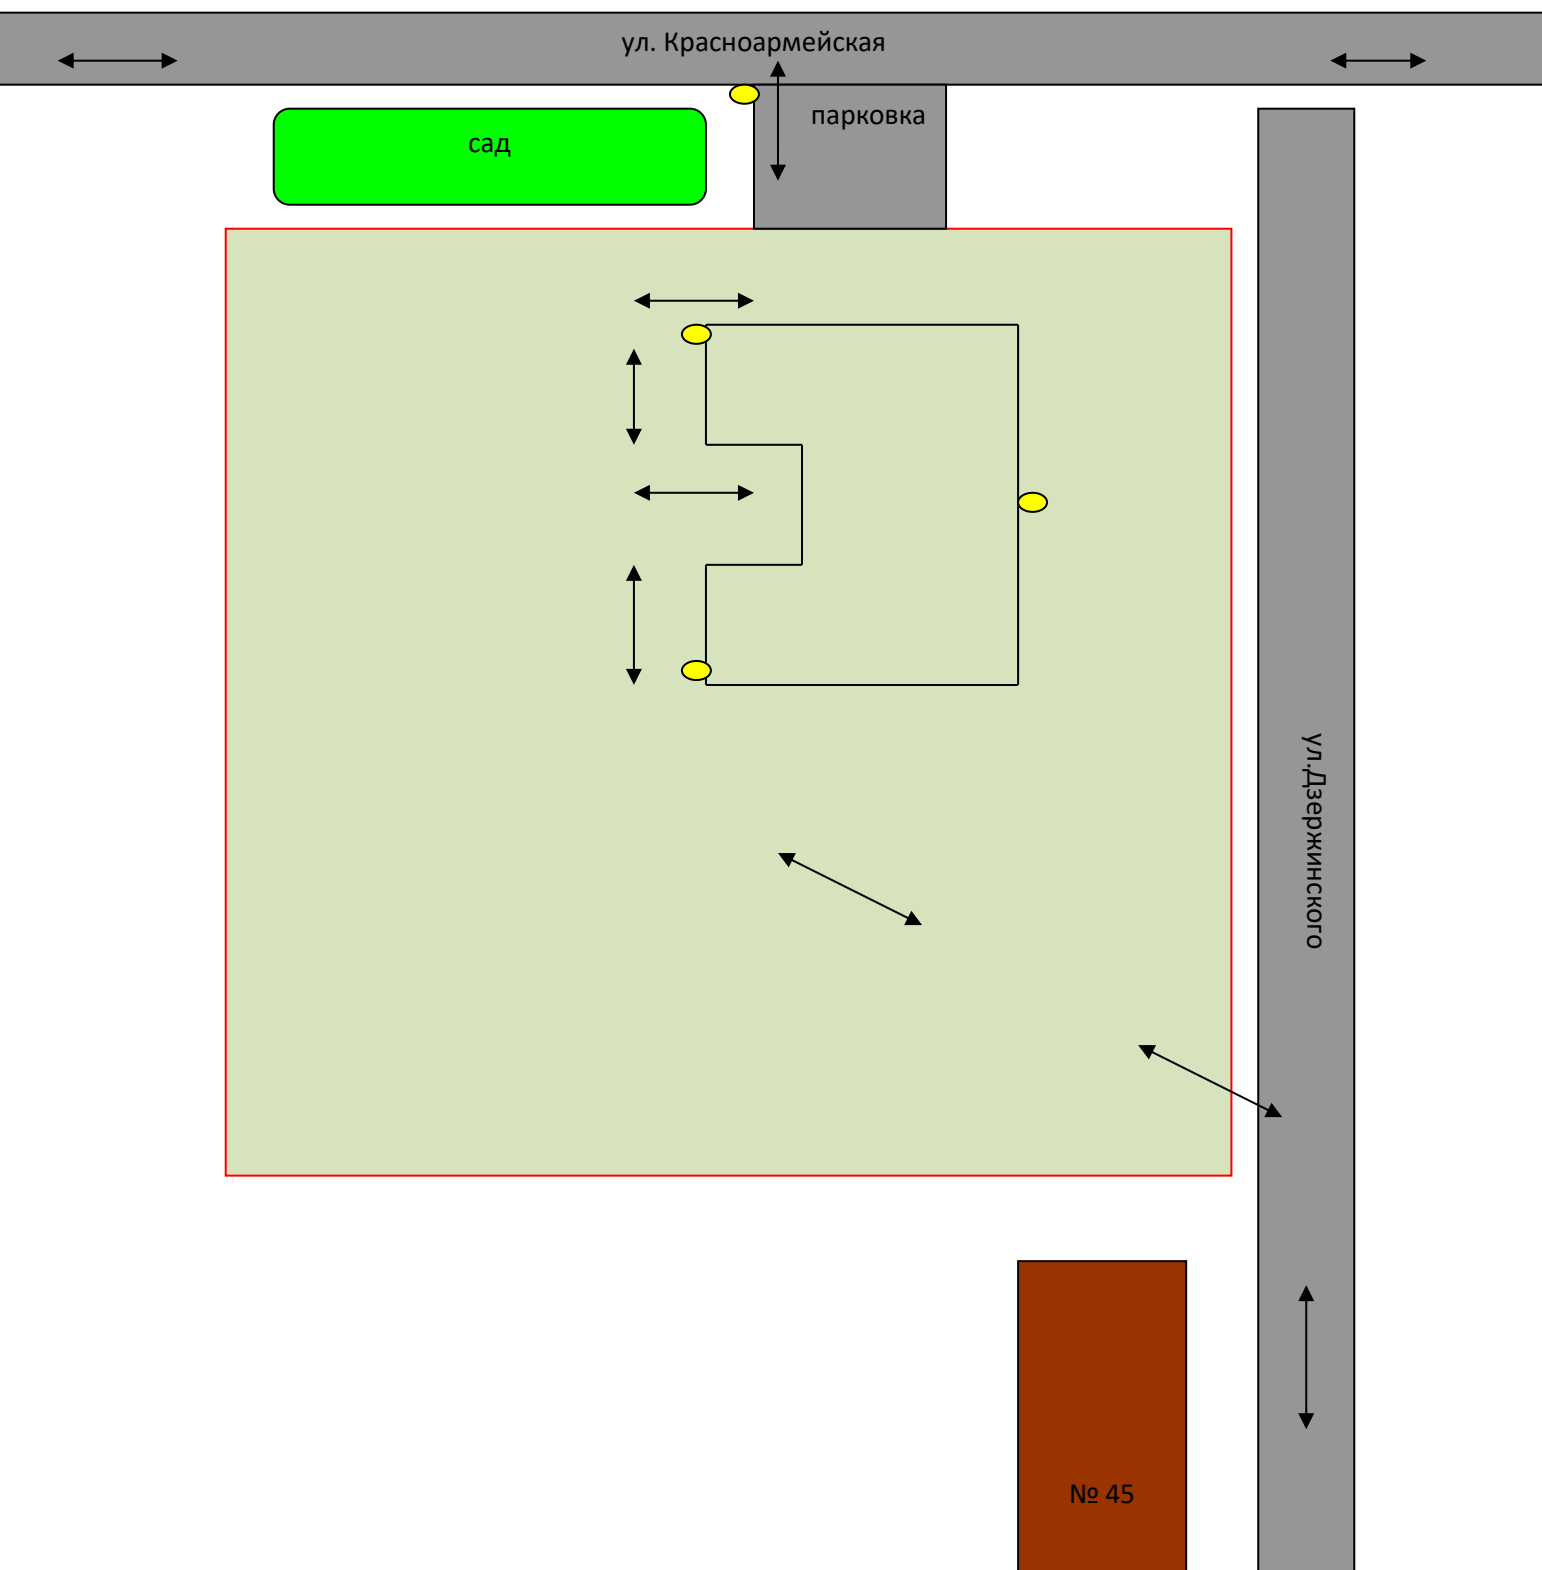 ул. Красноармейская
парковка
сад
ул.Дзержинского
№ 45